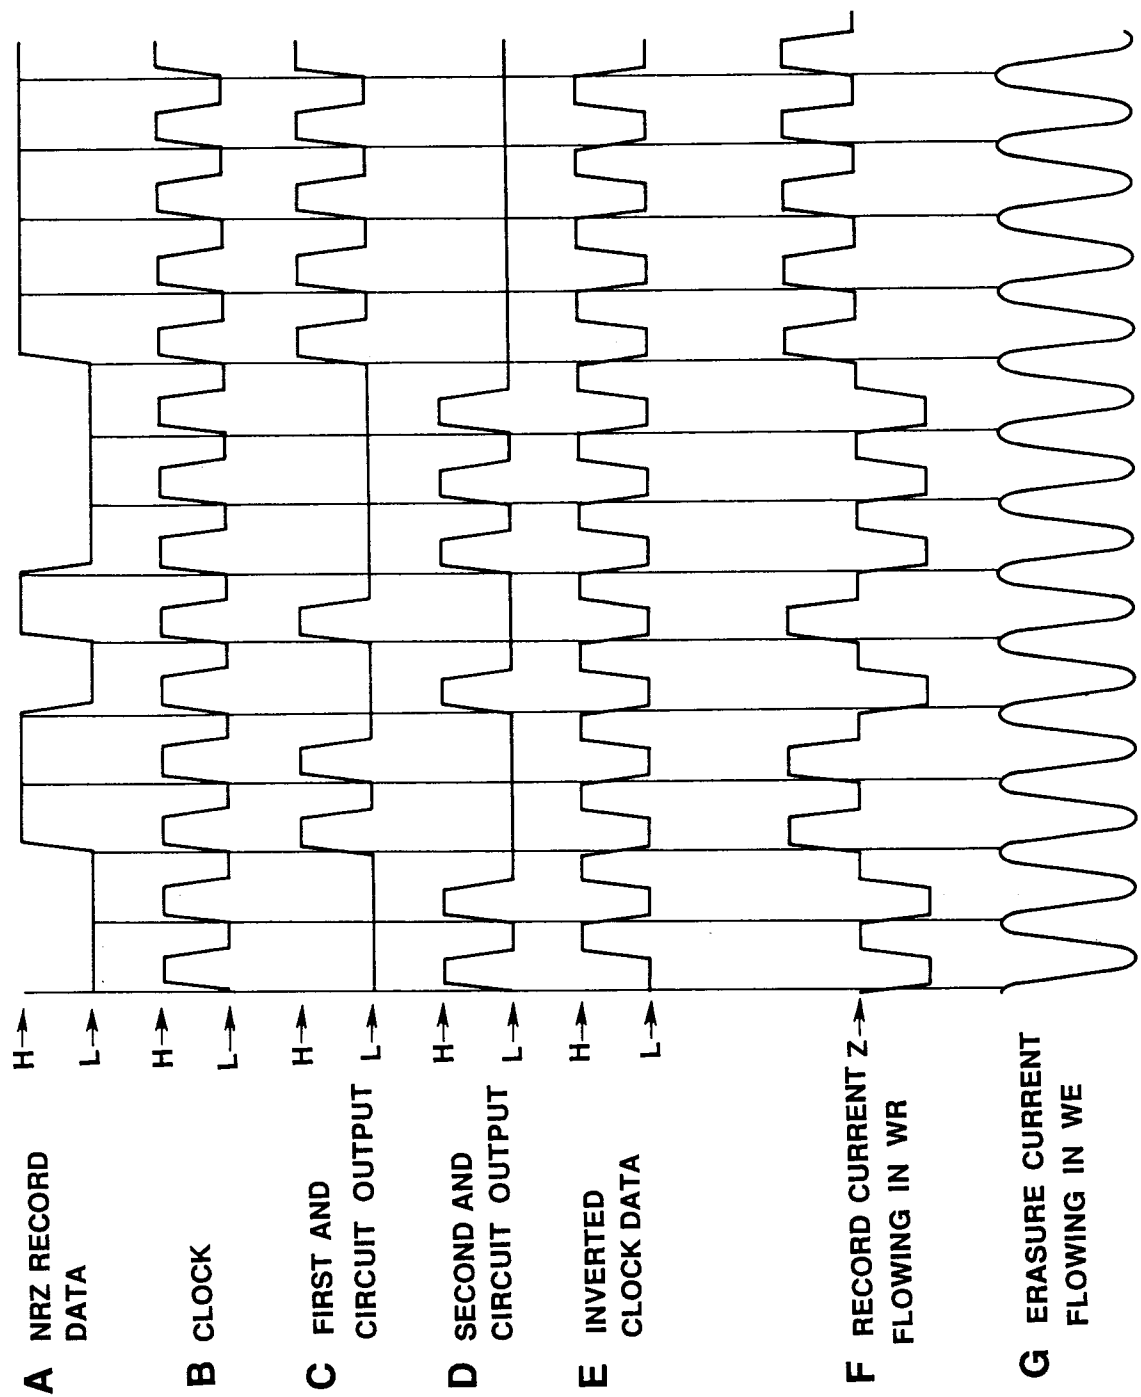 A NRZ RECORD
DATA
H
L
B CLOCK
H
L
C FIRST AND
CIRCUIT OUTPUT
H
L
D SECOND AND
CIRCUIT OUTPUT
H
L
E INVERTED
CLOCK DATA
H
L
F RECORD CURRENT Z
FLOWING IN WR
G ERASURE CURRENT
FLOWING IN WE